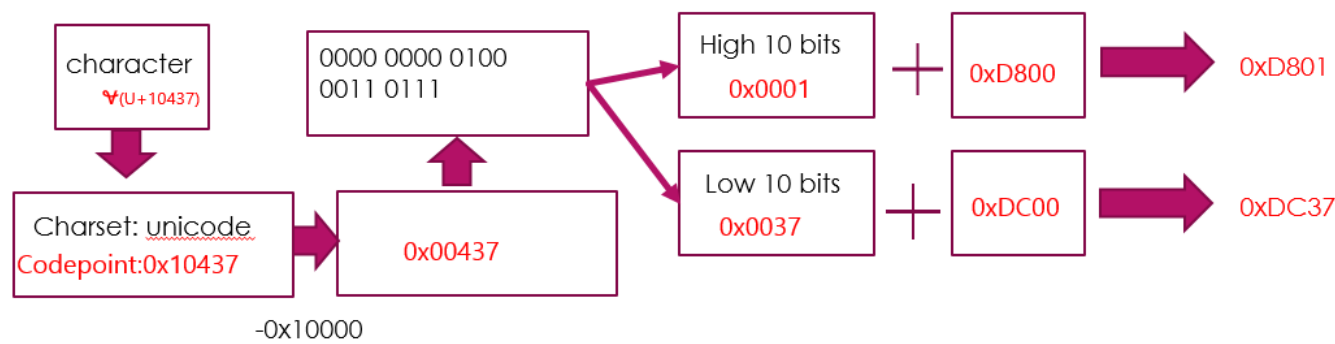 character
(U+10437)
Charset: unicode
Codepoint:0x10437
-0x10000
0x00437
0000 0000 0100
0011 0111
High 10 bits
0x0001
0xD800
0xD801
Low 10 bits
0x0037
0xDC00
0xDC37